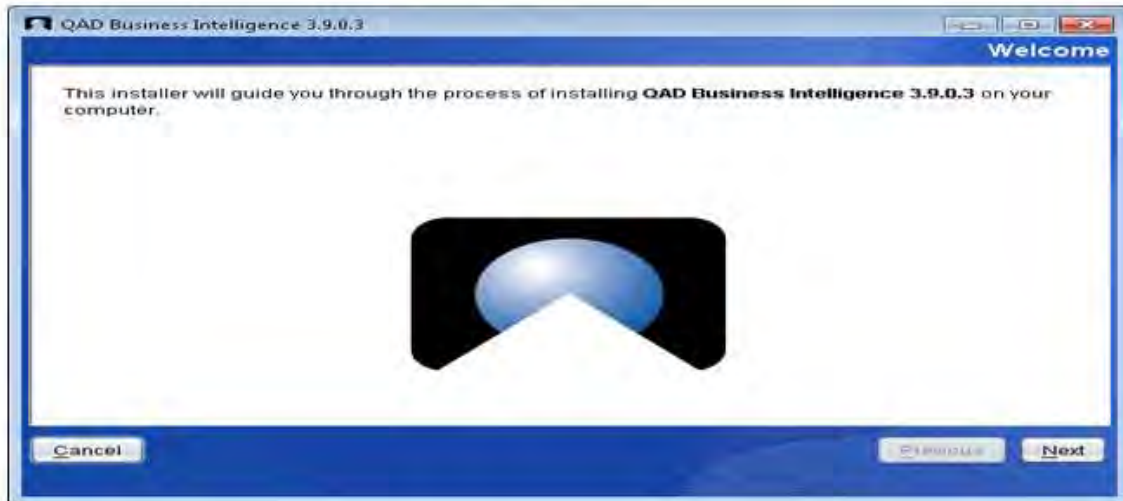 QAD Business Intelligence 3.9.0.3
Welcome
This installer will guide you through the process of installing QAD Business Intelligence 3.9.0.3 on your
computer.
Cancel
Previous
Next